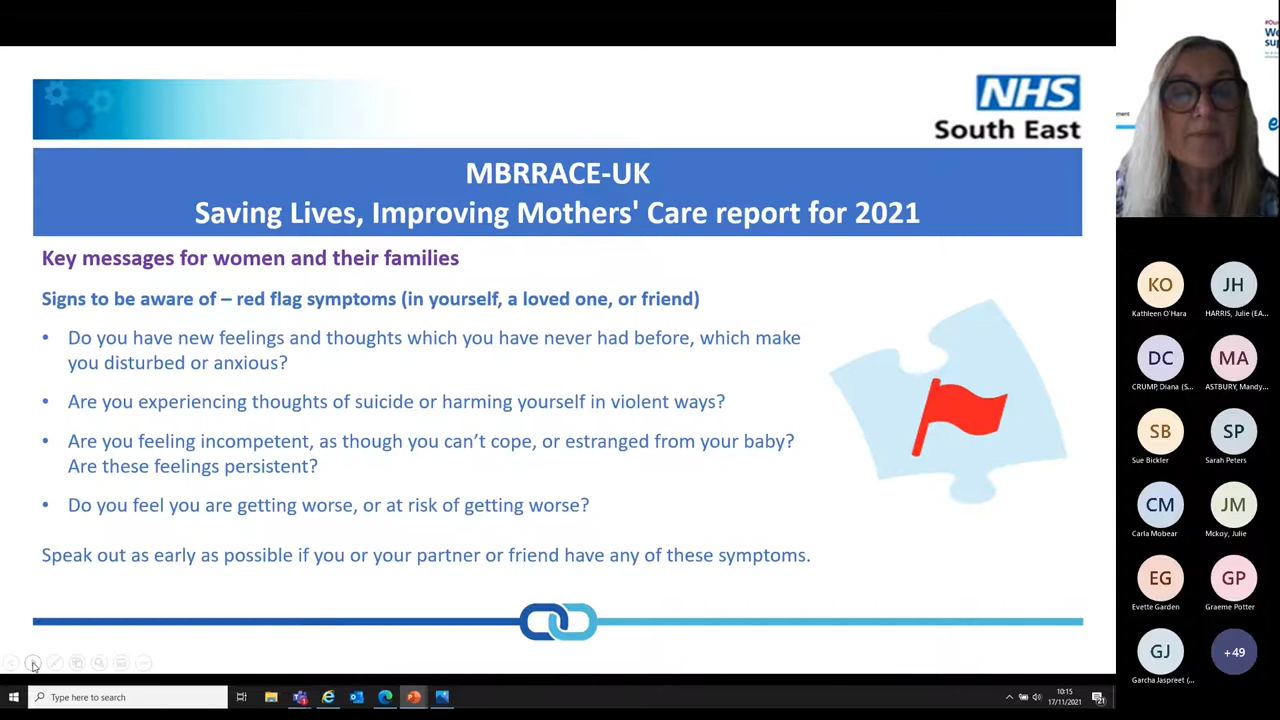 NHS
South East
MBRRACE-UK
Saving Lives, Improving Mothers' Care report for 2021
Key messages for women and their families
Signs to be aware of – red flag symptoms (in yourself, a loved one, or friend)
• Do you have new feelings and thoughts which you have never had before, which make
you disturbed or anxious?
• Are you experiencing thoughts of suicide or harming yourself in violent ways?
• Are you feeling incompetent, as though you can't cope, or estranged from your baby?
Are these feelings persistent?
• Do you feel you are getting worse, or at risk of getting worse?
Speak out as early as possible if you or your partner or friend have any of these symptoms.
KO
JH
Kathleen O'Hara
HARRIS, Julie (EA...
DC
MA
CRUMP, Diana (S...
ASTBURY, Mandy...
SB
SP
Sue Bickler
Sarah Peters
CM
JM
Carla Mobear
Mckoy, Julie
EG
GP
Evette Garden
Graeme Potter
GJ
+49
Garcha Jaspreet (...
Type here to search
10:15
17/11/2021
21